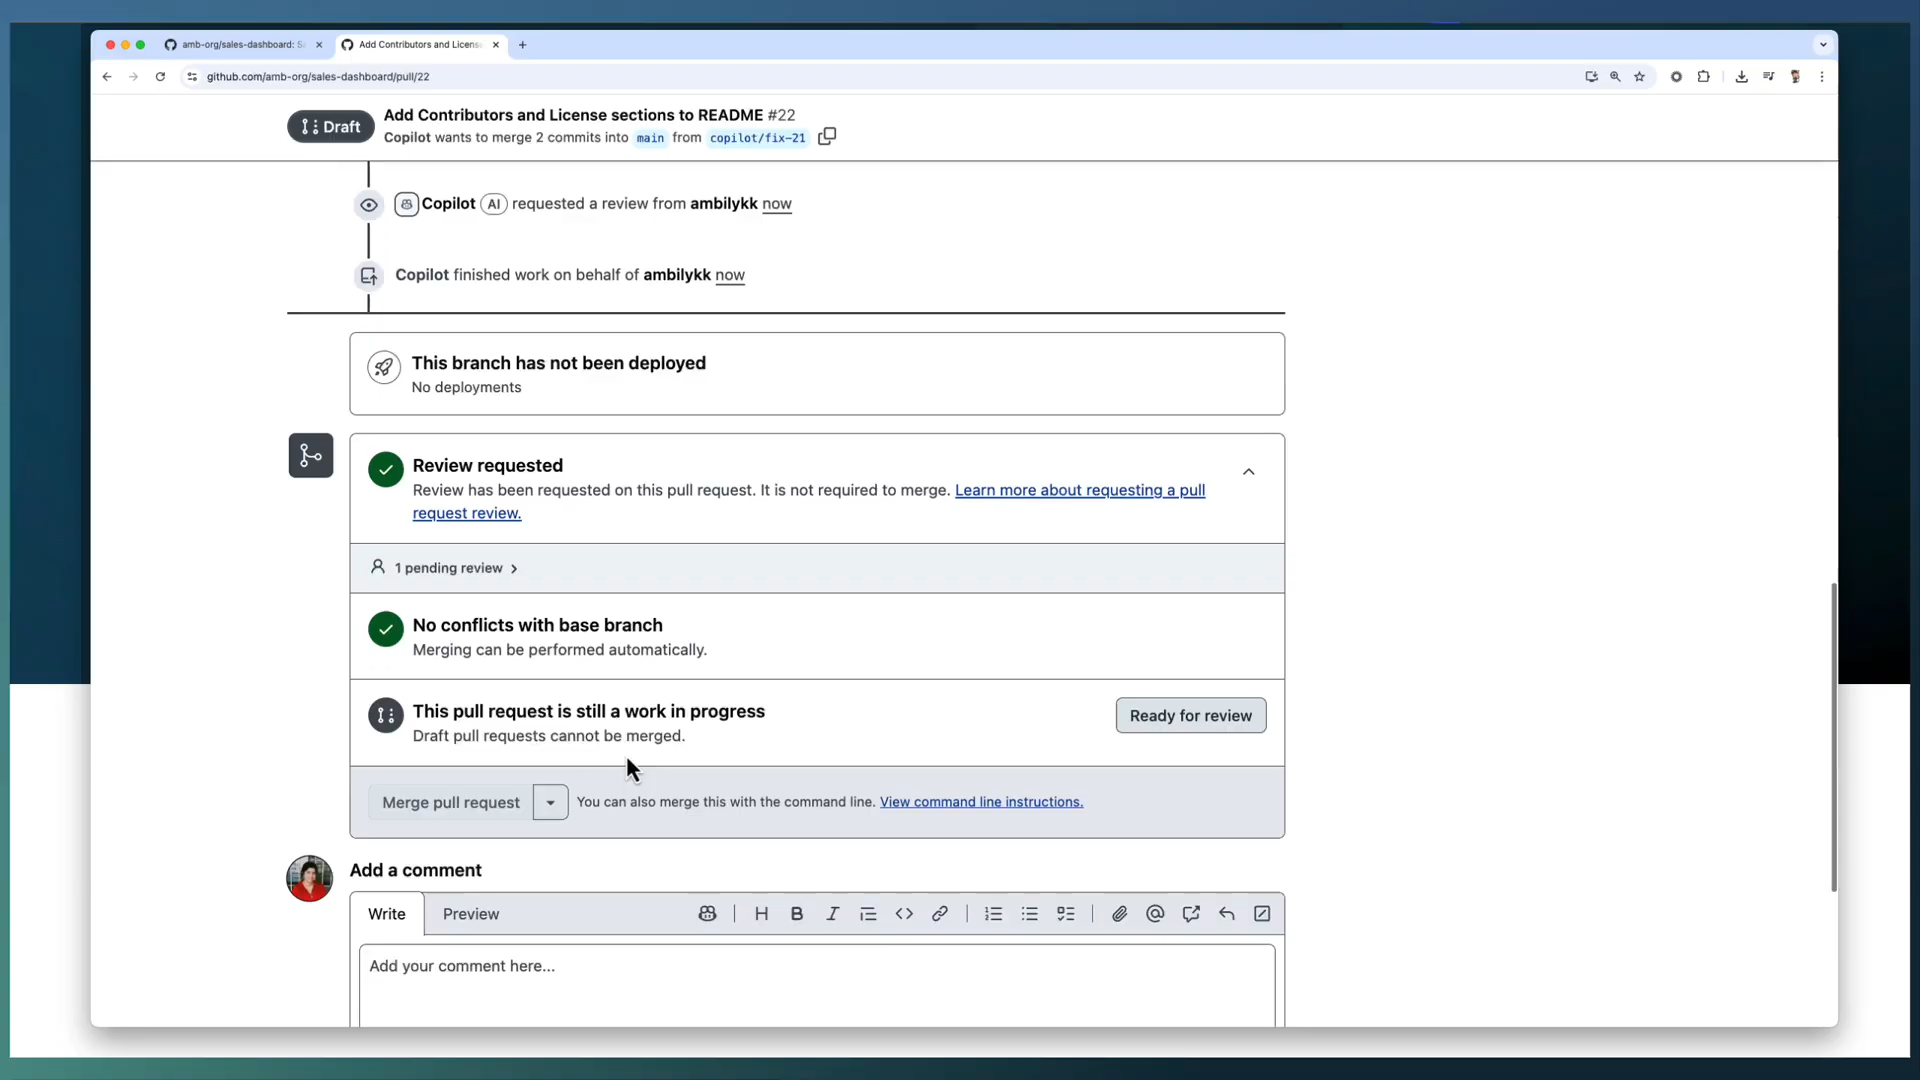 amb-org/sales-dashboard: Sa
Add Contributors and License
github.com/amb-org/sales-dashboard/pull/22
Draft
Add Contributors and License sections to README #22
Copilot wants to merge 2 commits into main from copilot/fix-21
Copilot AI requested a review from ambilykk now
Copilot finished work on behalf of ambilykk now
This branch has not been deployed
No deployments
Review requested
Review has been requested on this pull request. It is not required to merge. Learn more about requesting a pull
request review.
1 pending review
No conflicts with base branch
Merging can be performed automatically.
This pull request is still a work in progress
Ready for review
Draft pull requests cannot be merged.
Merge pull request
You can also merge this with the command line. View command line instructions.
Add a comment
Write
Preview
Add your comment here...